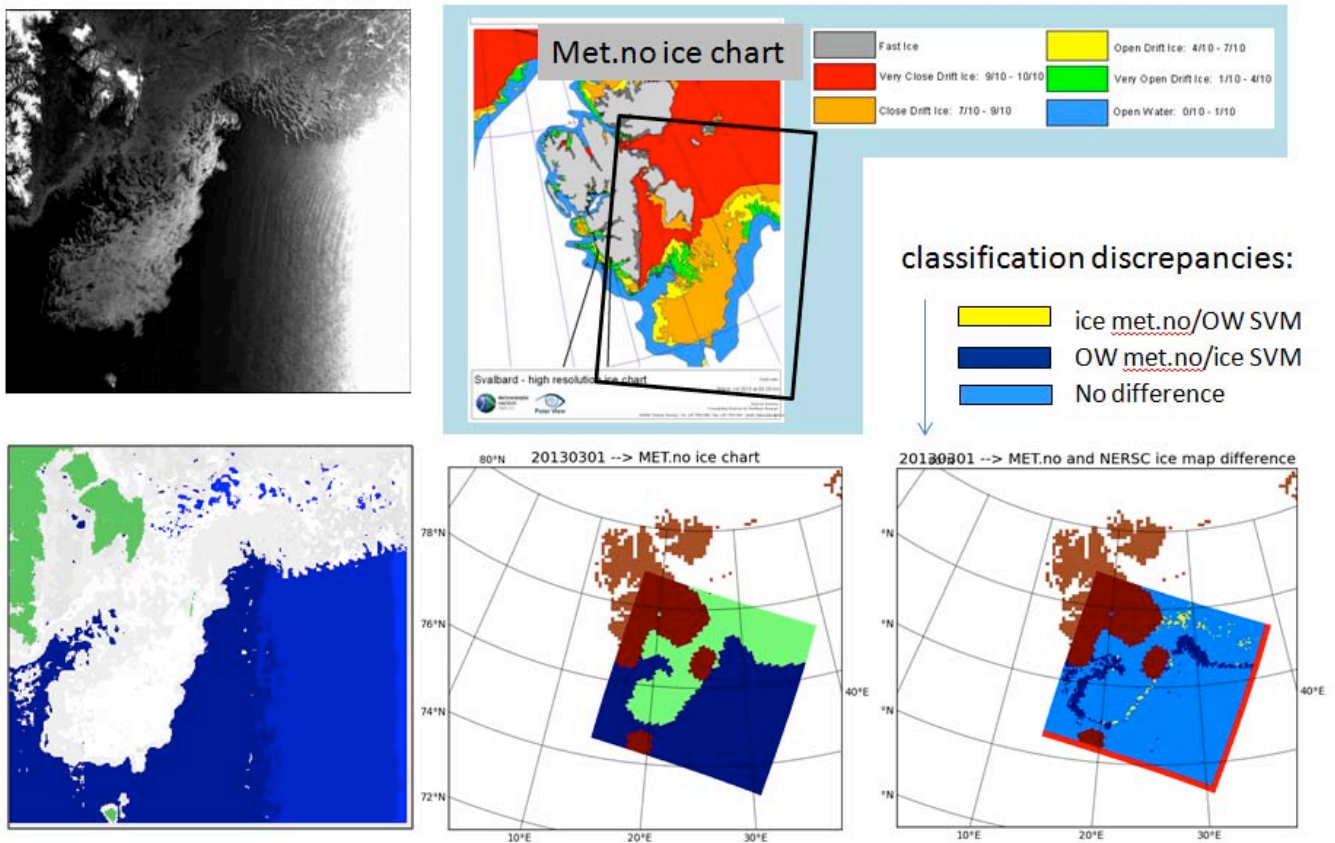 Met.no ice chart
Fast Ice
Very Close Drift Ice: 9/10 - 10/10
Close Drift Ice: 7/10 - 9/10
Open Drift Ice: 4/10 - 7/10
Very Open Drift Ice: 1/10 - 4/10
Open Water: 0/10 - 1/10
Svalbard - high resolution ice chart
Polar View
classification discrepancies:
ice met.no/OW SVM
OW met.no/ice SVM
No difference
20130301 --> MET.no ice chart
80°N
78°N
76°N
74°N
72°N
10°E
20°E
30°E
40°E
--> MET.no and NERSC ice map difference
°N
°N
°N
°N
°N
10°E
20°E
30°E
40°E